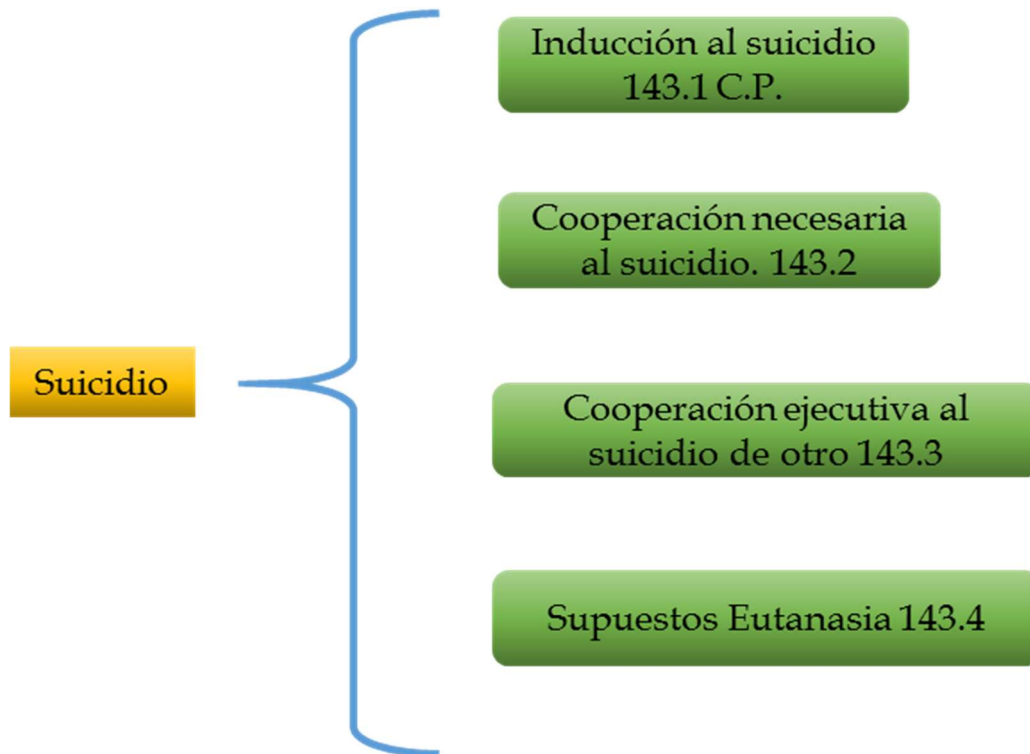 Suicidio
Inducción al suicidio
143.1 C.P.
Cooperación necesaria
al suicidio. 143.2
Cooperación ejecutiva al
suicidio de otro 143.3
Supuestos Eutanasia 143.4